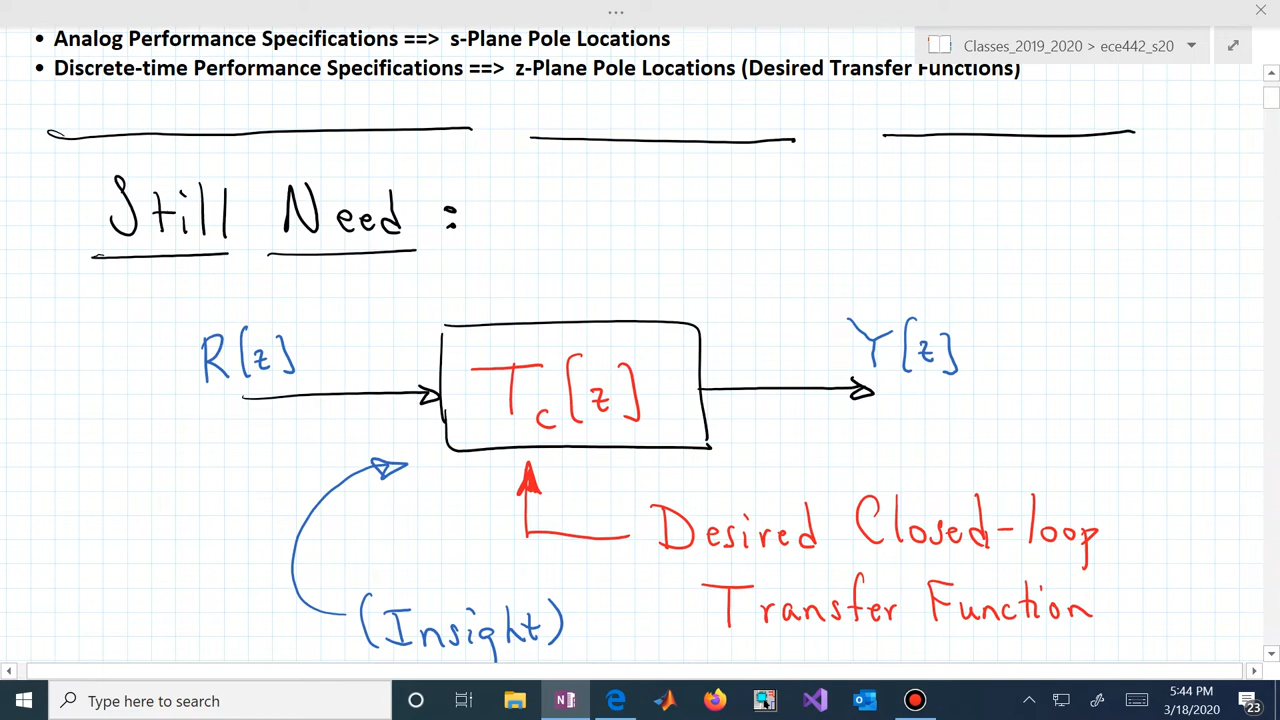 • Analog Performance Specifications ==> s-Plane Pole Locations
• Discrete-time Performance Specifications ==> z-Plane Pole Locations (Desired Transfer Functions)
Classes_2019_2020 > ece442_s20
Still Need :
R[z]
T_c[z]
Y[z]
Desired Closed-loop
Transfer Function
(Insight)
Type here to search
5:44 PM
3/18/2020
23